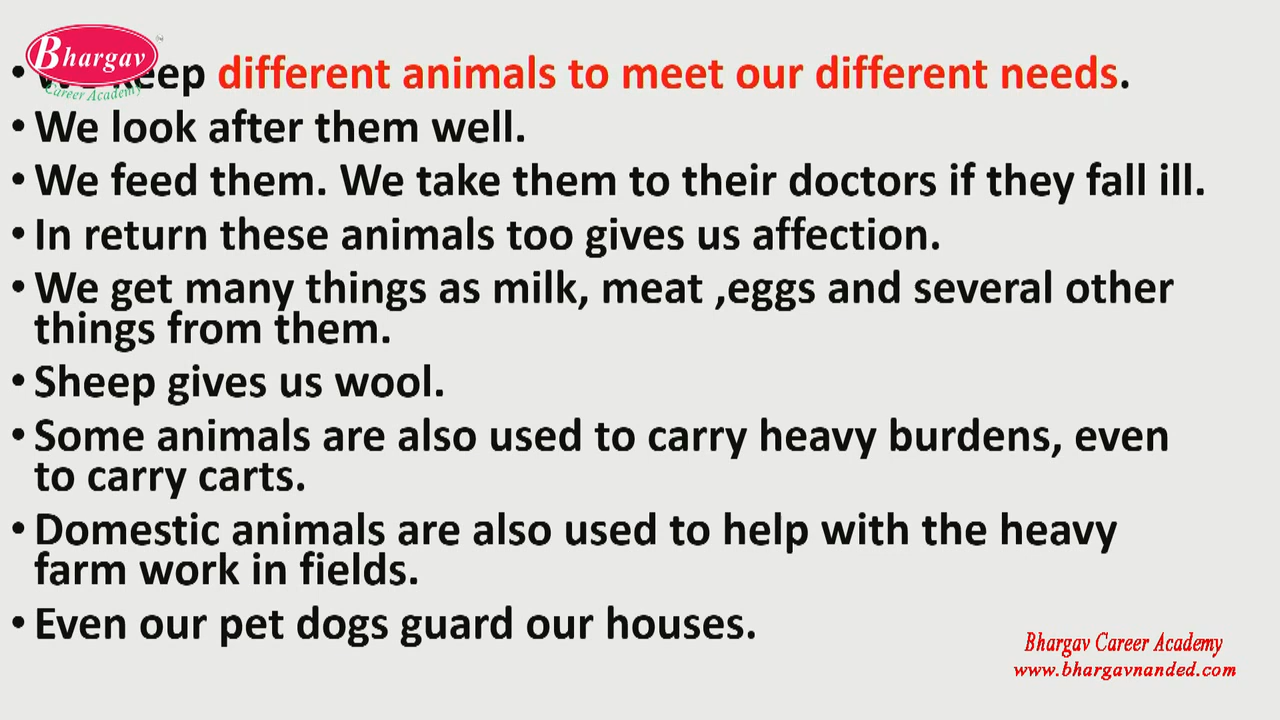 Bhargav
Career Academy
• We keep different animals to meet our different needs.
• We look after them well.
• We feed them. We take them to their doctors if they fall ill.
• In return these animals too gives us affection.
• We get many things as milk, meat ,eggs and several other
things from them.
• Sheep gives us wool.
• Some animals are also used to carry heavy burdens, even
to carry carts.
• Domestic animals are also used to help with the heavy
farm work in fields.
• Even our pet dogs guard our houses.
Bhargav Career Academy
www.bhargavnanded.com